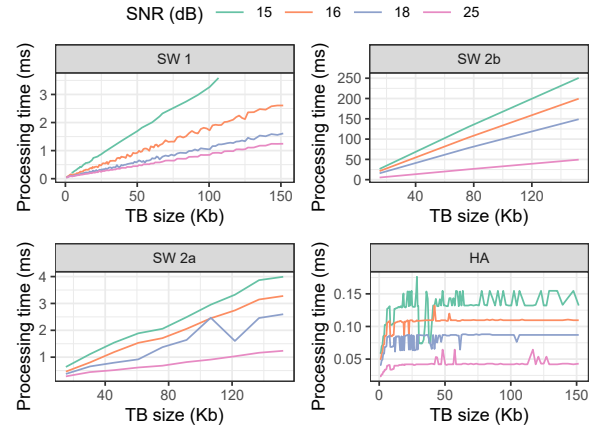 SNR (dB) 15 16 18 25
SW 1 SW 2b
Processing time (ms) 3 2 1 0
0 50 100 150
TB size (Kb)
Processing time (ms) 250 200 150 100 50 0
40 80 120
TB size (Kb)
SW 2a HA
Processing time (ms) 4 3 2 1
40 80 120
TB size (Kb)
Processing time (ms) 0.15 0.10 0.05
0 50 100 150
TB size (Kb)